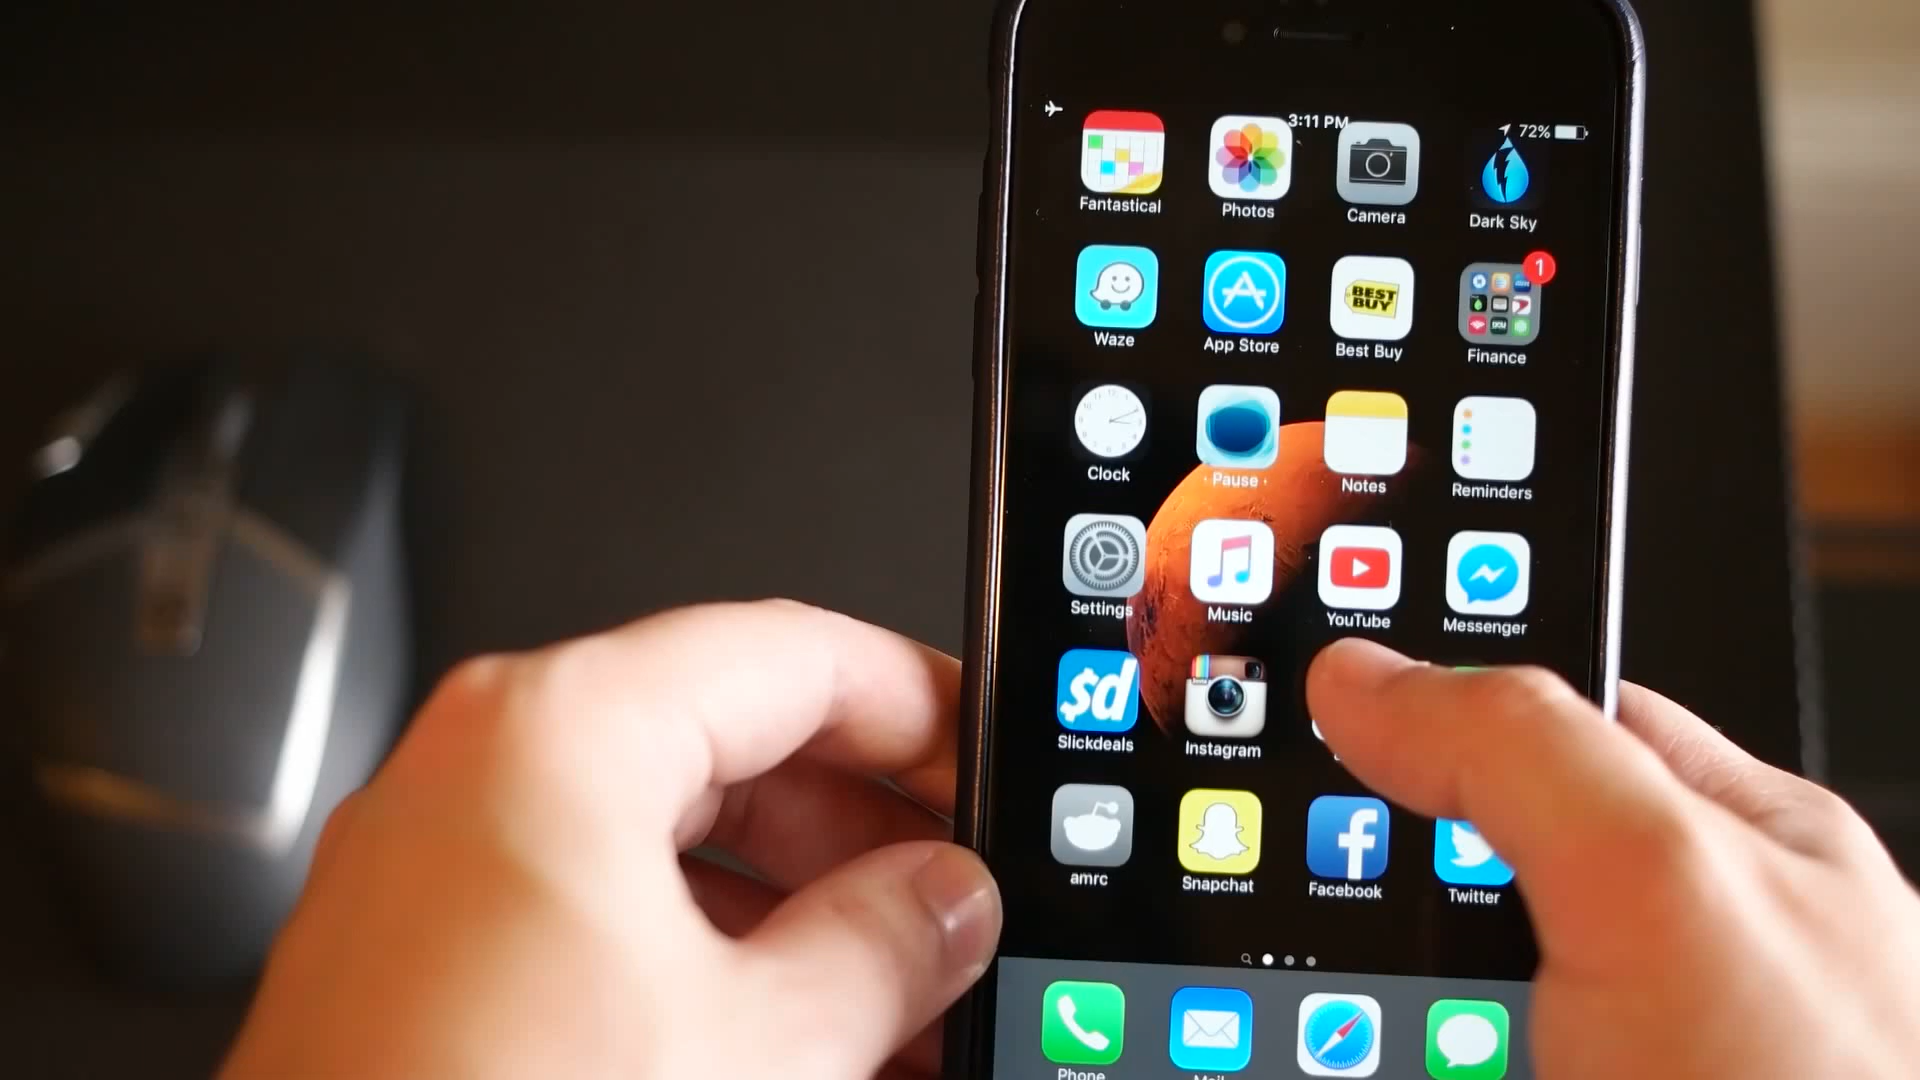 3:11 PM
72%
Fantastical
Photos
Camera
Dark Sky
1
BEST
BUY
Waze
App Store
Best Buy
Finance
Clock
Pause
Notes
Reminders
Settings
Music
YouTube
Messenger
$d
Slickdeals
Instagram
amrc
Snapchat
Facebook
Twitter
Phone
Mail